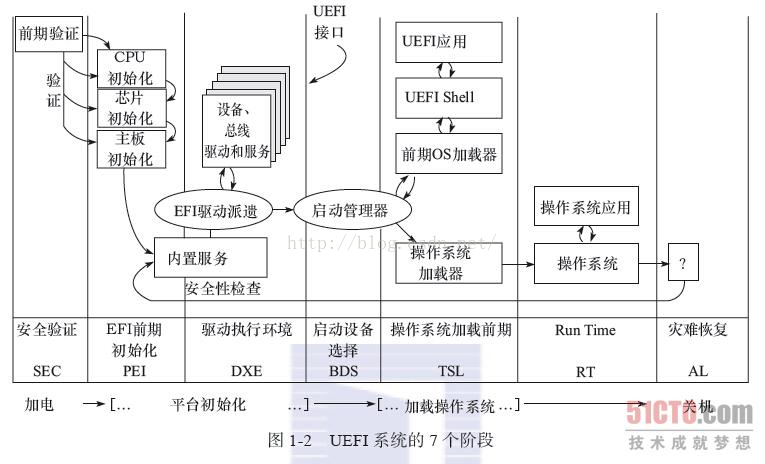 UEFI
接口
前期验证
验
证
CPU
初始化
芯片
初始化
主板
初始化
设备、
总线
驱动和服务
UEFI应用
UEFI Shell
前期OS加载器
EFI驱动派遣
启动管理器
操作系统应用
http://blog.csdn.net/
内置服务
操作系统
加载器
操作系统
?
安全性检查
安全验证
EFI前期
初始化
驱动执行环境
启动设备
选择
操作系统加载前期
Run Time
灾难恢复
SEC
PEI
DXE
BDS
TSL
RT
AL
加电
[...
平台初始化
...]
[... 加载操作系统 ...]
关机
51CTO.com
技术成就梦想
图 1-2 UEFI 系统的 7 个阶段